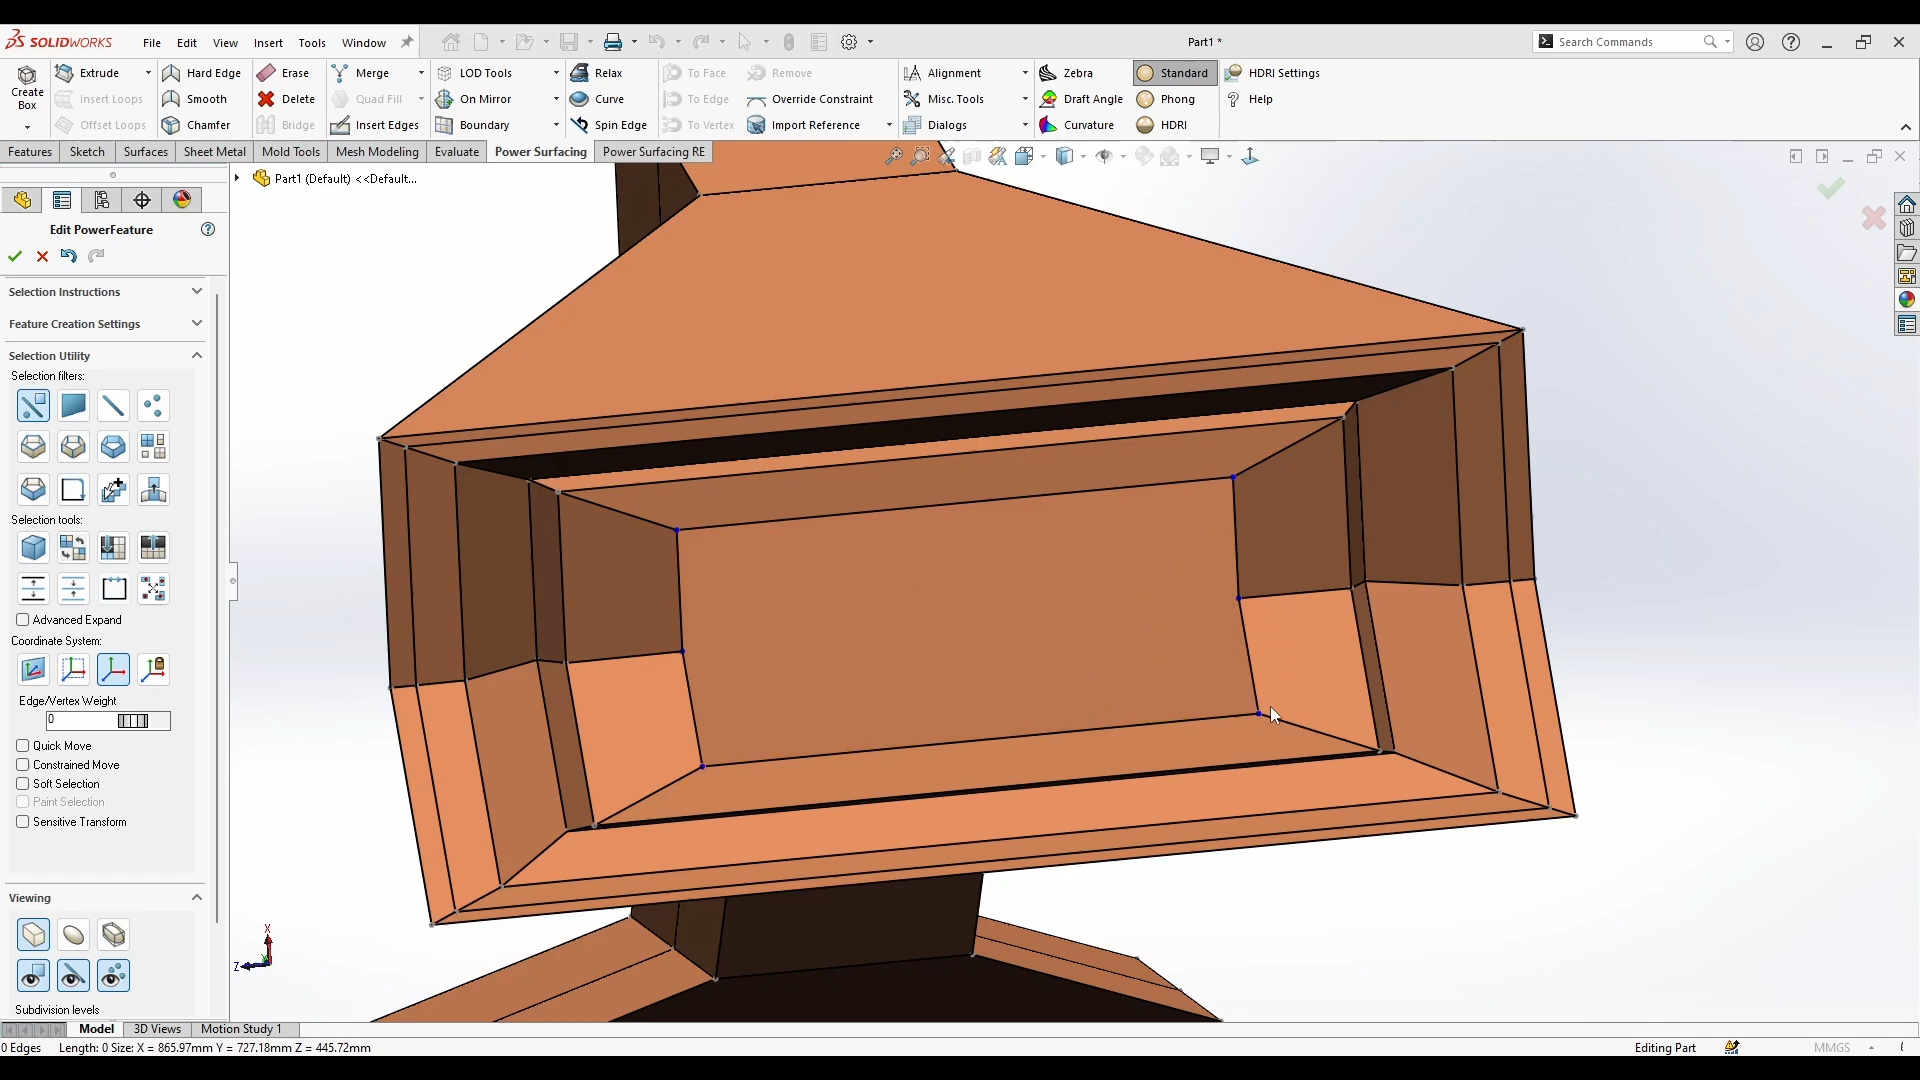 SOLIDWORKS File Edit View Insert Tools Window Part1 * Search Commands
Create Box Extrude Hard Edge Erase Merge LOD Tools Relax To Face Remove Alignment Zebra Standard HDRI Settings
Insert Loops Smooth Delete Quad Fill On Mirror Curve To Edge Override Constraint Misc. Tools Draft Angle Phong Help
Offset Loops Chamfer Bridge Insert Edges Boundary Spin Edge To Vertex Import Reference Dialogs Curvature HDRI
Features Sketch Surfaces Sheet Metal Mold Tools Mesh Modeling Evaluate Power Surfacing Power Surfacing RE
Part1 (Default) <<Default...
Edit PowerFeature
Selection Instructions
Feature Creation Settings
Selection Utility
Selection filters:
Selection tools:
Advanced Expand
Coordinate System:
Edge/Vertex Weight
0
Quick Move
Constrained Move
Soft Selection
Paint Selection
Sensitive Transform
Viewing
X
Y
Z
Subdivision levels
Model 3D Views Motion Study 1
0 Edges Length: 0 Size: X = 865.97mm Y = 727.18mm Z = 445.72mm Editing Part MMGS